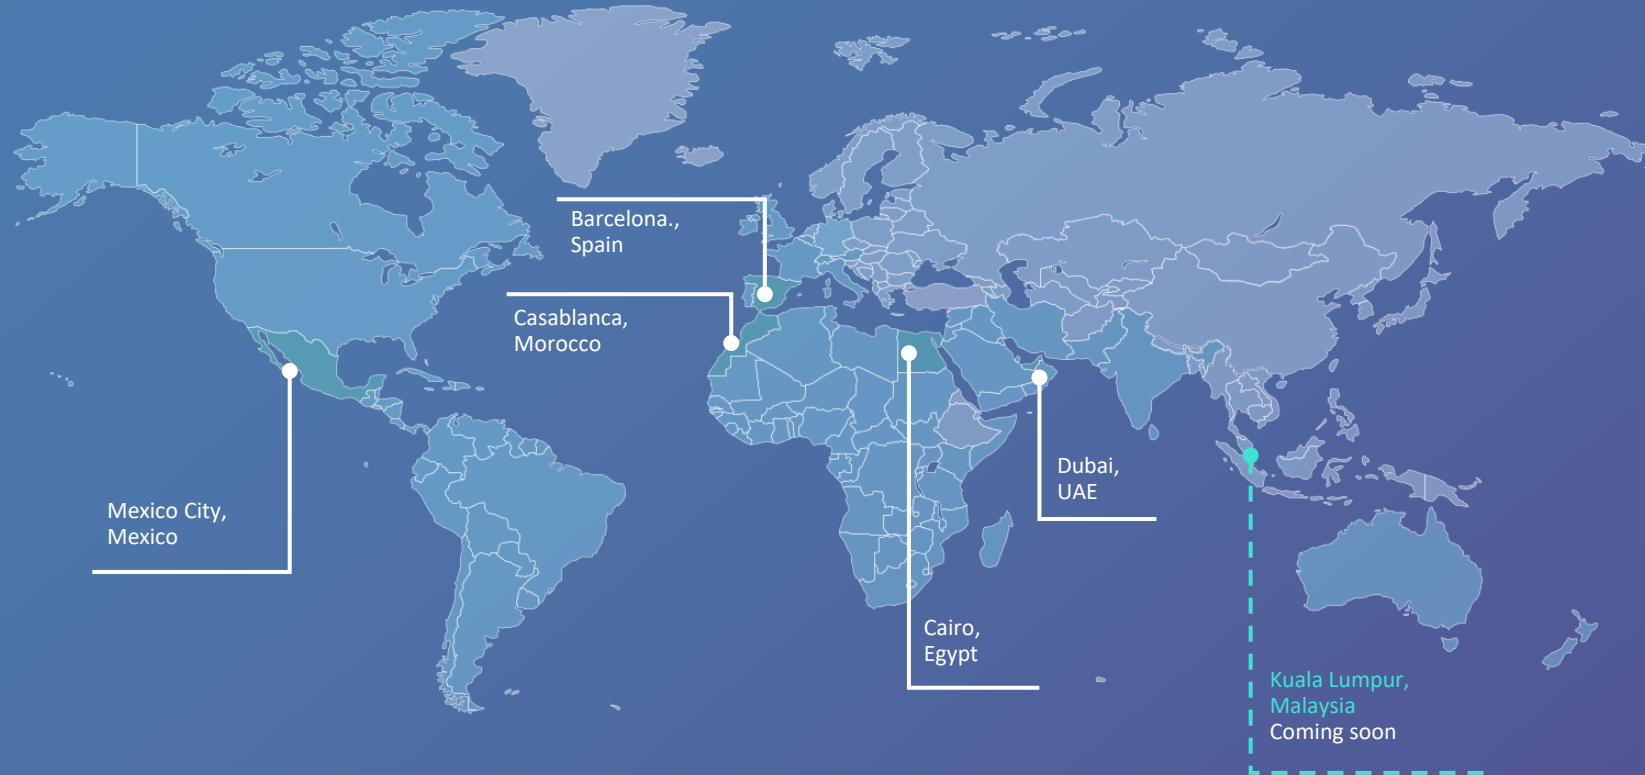 Barcelona.,
Spain
Casablanca,
Morocco
Mexico City,
Mexico
Dubai,
UAE
Cairo,
Egypt
Kuala Lumpur,
Malaysia
Coming soon